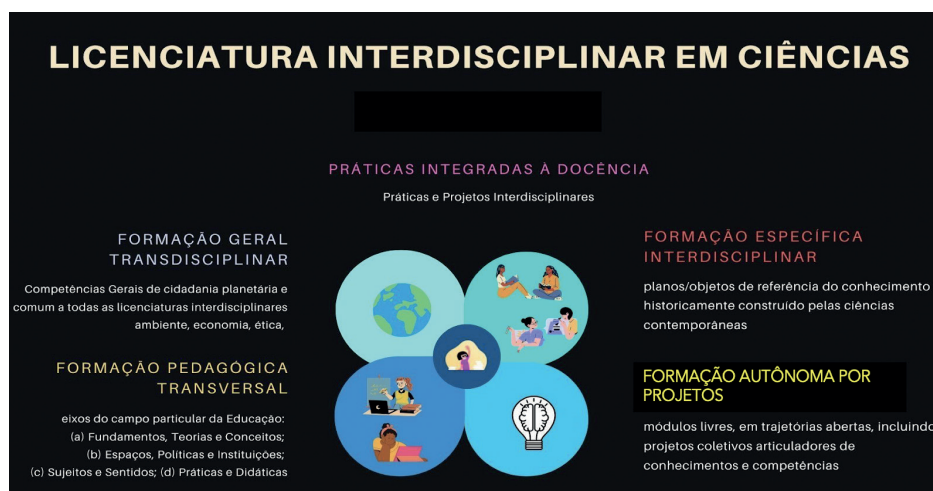 LICENCIATURA INTERDISCIPLINAR EM CIÊNCIAS
PRÁTICAS INTEGRADAS À DOCÊNCIA
Práticas e Projetos Interdisciplinares
FORMAÇÃO GERAL
TRANSDISCIPLINAR
Competências Gerais de cidadania planetária e
comum a todas as licenciaturas interdisciplinares
ambiente, economia, ética,
FORMAÇÃO PEDAGÓGICA
TRANSVERSAL
eixos do campo particular da Educação:
(a) Fundamentos, Teorias e Conceitos;
(b) Espaços, Políticas e Instituições;
(c) Sujeitos e Sentidos; (d) Práticas e Didáticas
FORMAÇÃO ESPECÍFICA
INTERDISCIPLINAR
planos/objetos de referência do conhecimento
historicamente construído pelas ciências
contemporâneas
FORMAÇÃO AUTÔNOMA POR
PROJETOS
módulos livres, em trajetórias abertas, incluindo
projetos coletivos articuladores de
conhecimentos e competências